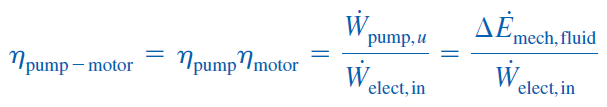 η_pump – motor = η_pump η_motor = Ẇ_pump, u / Ẇ_elect, in = ΔĖ_mech, fluid / Ẇ_elect, in